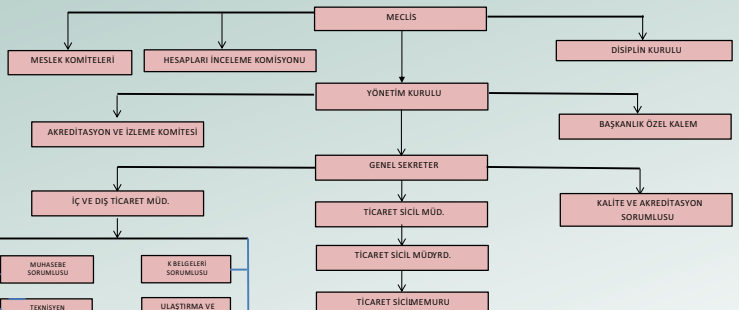 MECLİS
MESLEK KOMİTELERİ
HESAPLARI İNCELEME KOMİSYONU
DİSİPLİN KURULU
YÖNETİM KURULU
AKREDİTASYON VE İZLEME KOMİTESİ
BAŞKANLIK ÖZEL KALEM
GENEL SEKRETER
İÇ VE DIŞ TİCARET MÜD.
TİCARET SİCİL MÜD.
KALİTE VE AKREDİTASYON
SORUMLUSU
TİCARET SİCİL MÜDYRD.
MUHASEBE
SORUMLUSU
K BELGELERİ
SORUMLUSU
TİCARET SİCİLMEMURU
TEKNİSYEN
ULAŞTIRMA VE